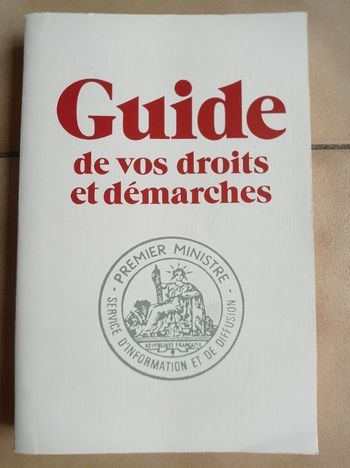 Guide
de vos droits
et démarches
- PREMIER MINISTRE -
SERVICE D'INFORMATION ET DE DIFFUSION
RÉPUBLIQUE FRANÇAISE